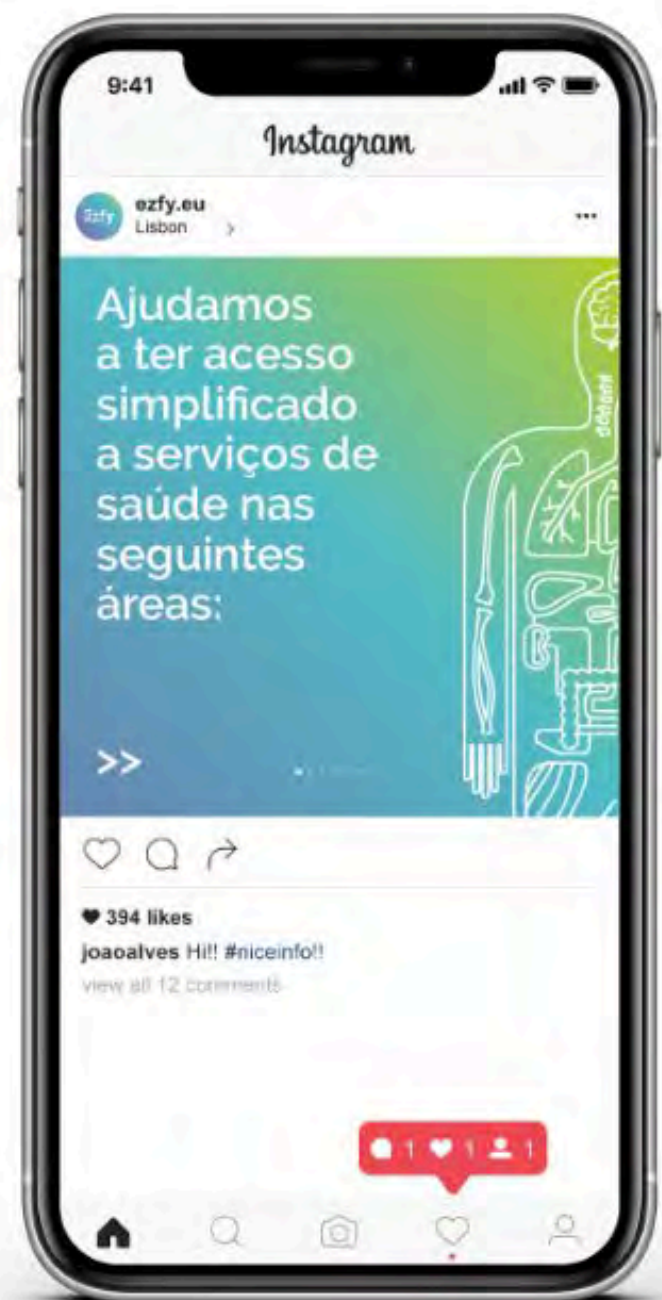 9:41
Instagram
Ezfy
ezfy.eu
Lisbon >
Ajudamos
a ter acesso
simplificado
a serviços de
saúde nas
seguintes
áreas:
>>
394 likes
joaoalves Hi!! #niceinfo!!
view all 12 comments
1 1 1